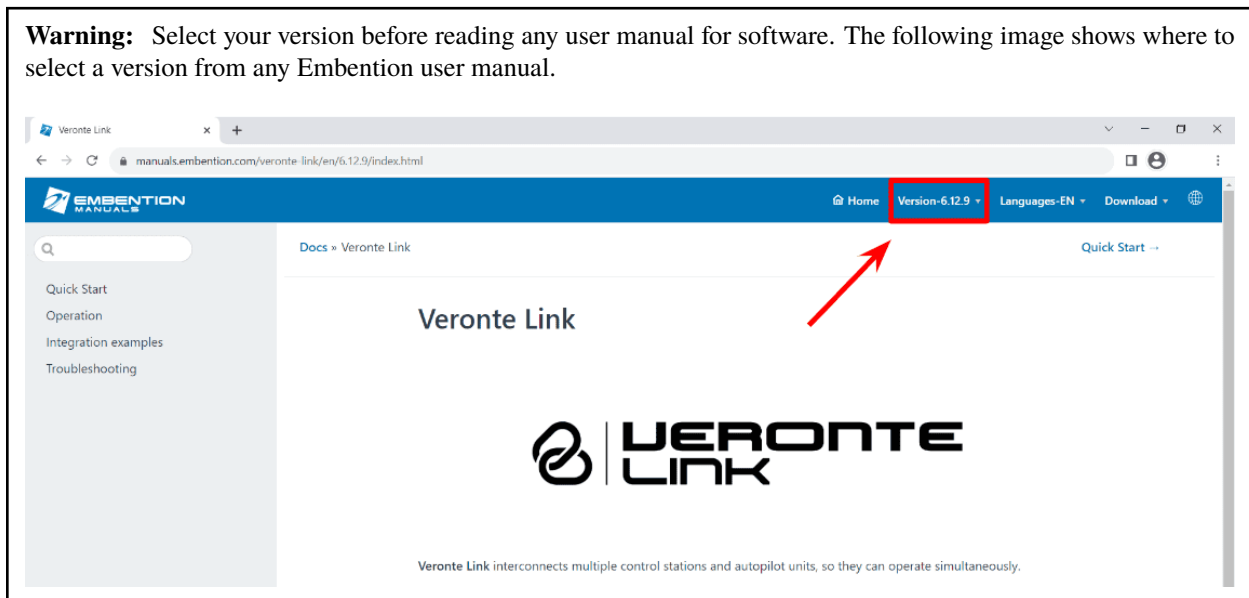 Warning: Select your version before reading any user manual for software. The following image shows where to
select a version from any Embention user manual.
Veronte Link
manuals.embention.com/veronte-link/en/6.12.9/index.html
EMBENTION
MANUALS
Home Version-6.12.9 Languages-EN Download
Docs » Veronte Link
Quick Start →
Quick Start
Operation
Integration examples
Troubleshooting
Veronte Link
VERONTE
LINK
Veronte Link interconnects multiple control stations and autopilot units, so they can operate simultaneously.